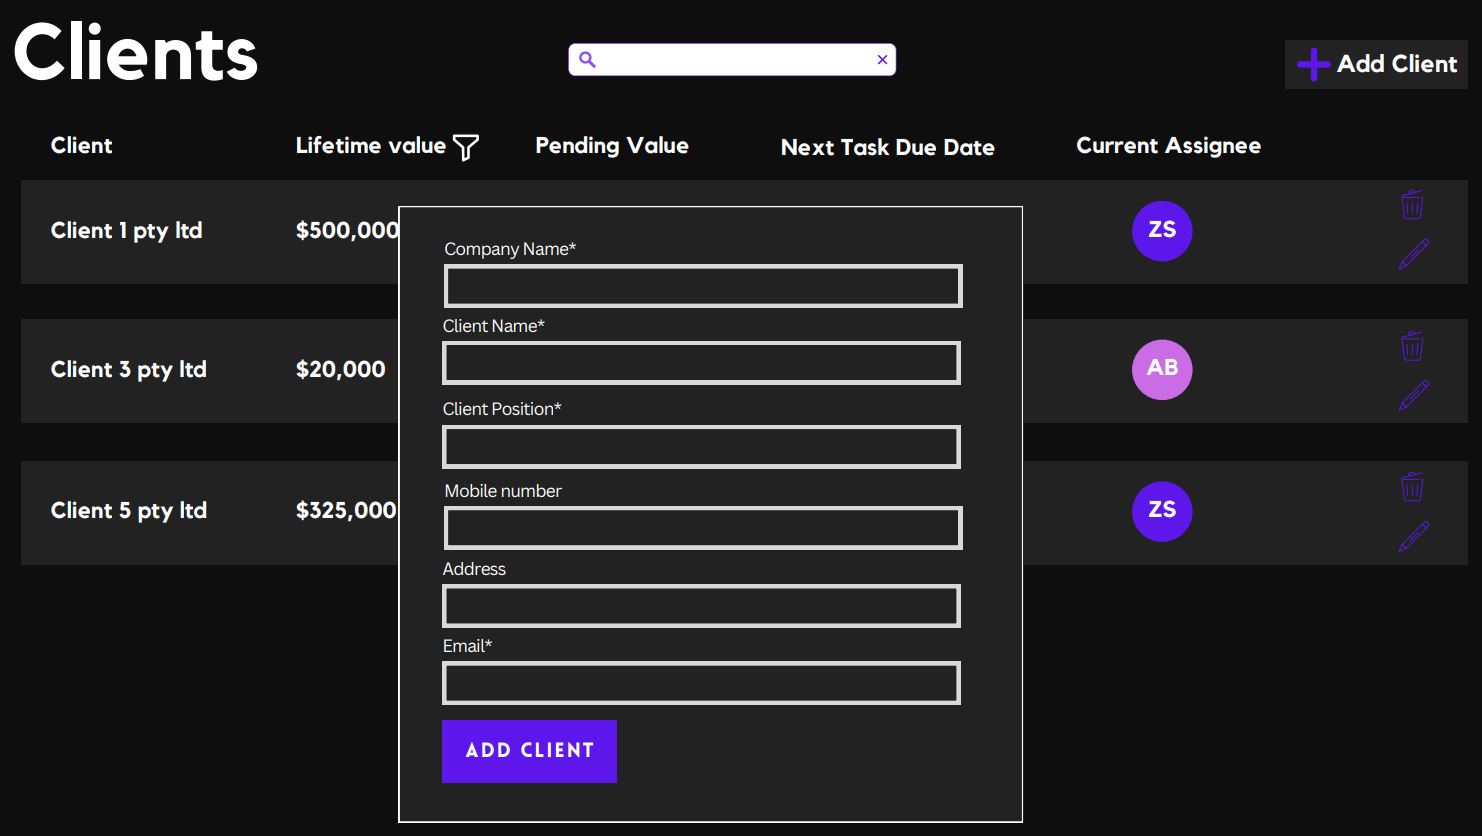 Clients
Add Client
Client Lifetime value Pending Value Next Task Due Date Current Assignee
Client 1 pty ltd $500,000 ZS
Company Name*
Client Name*
Client 3 pty ltd $20,000 AB
Client Position*
Mobile number
Client 5 pty ltd $325,000 ZS
Address
Email*
ADD CLIENT